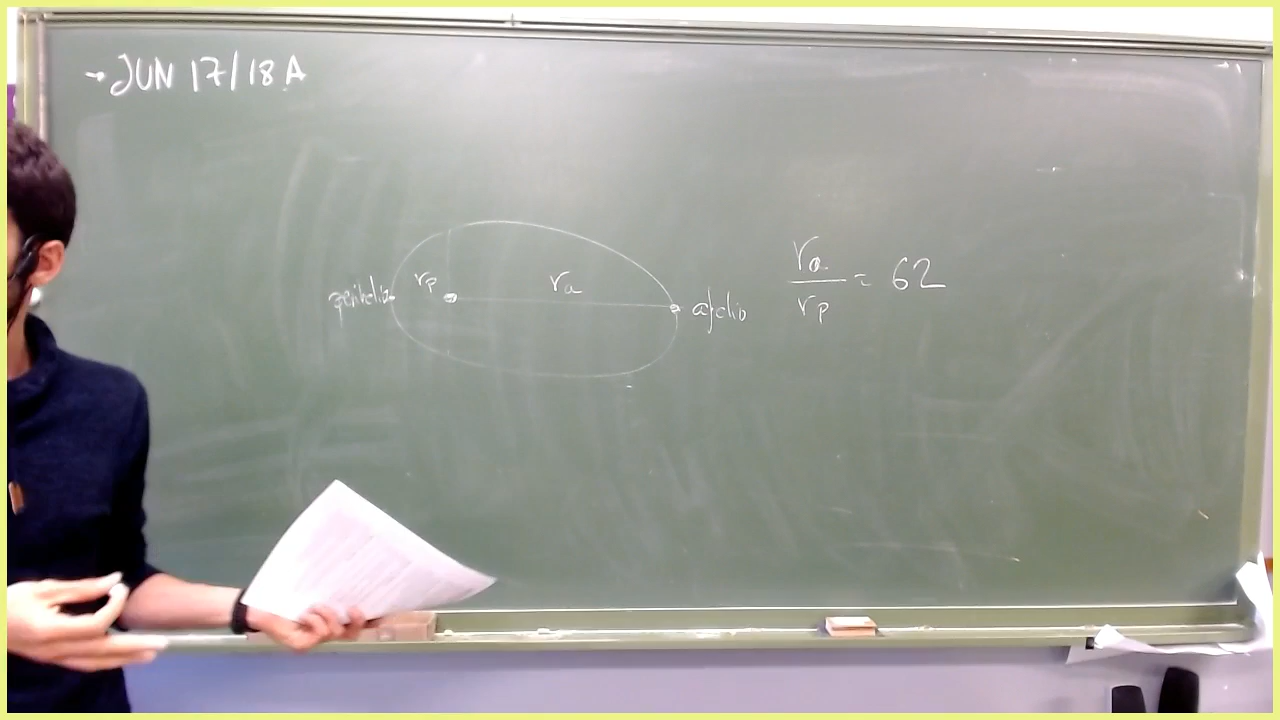 → JUN 17/18 A
perihelio
rp
ra
afelio
ra/rp = 62